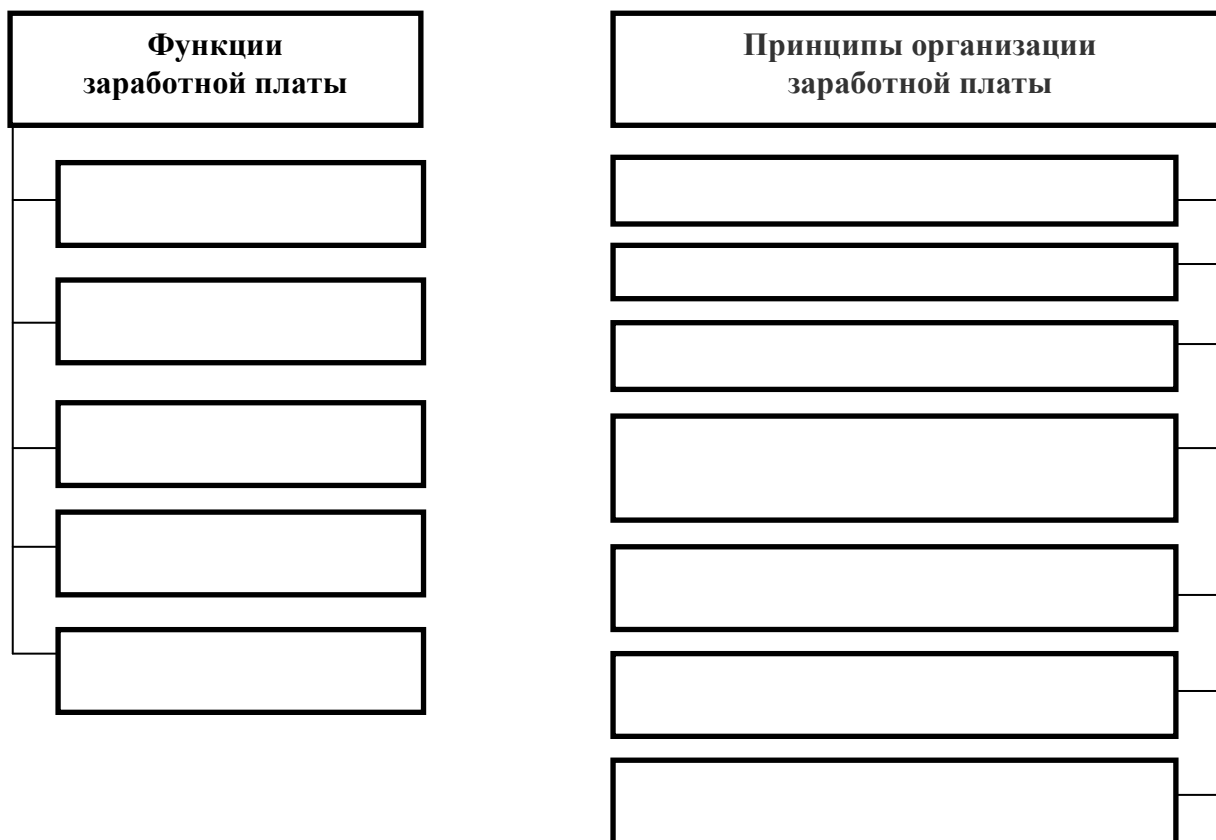 Функции
заработной платы
Принципы организации
заработной платы